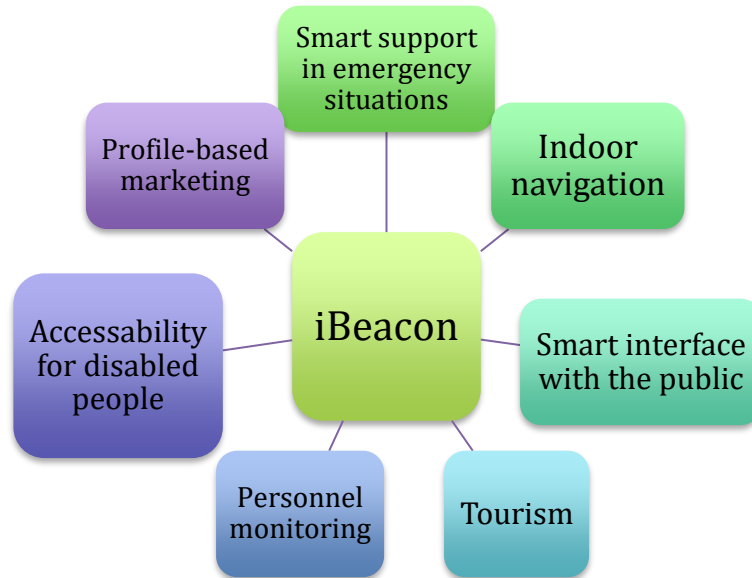 Smart support
in emergency
situations
Profile-based
marketing
Indoor
navigation
iBeacon
Accessability
for disabled
people
Smart interface
with the public
Personnel
monitoring
Tourism